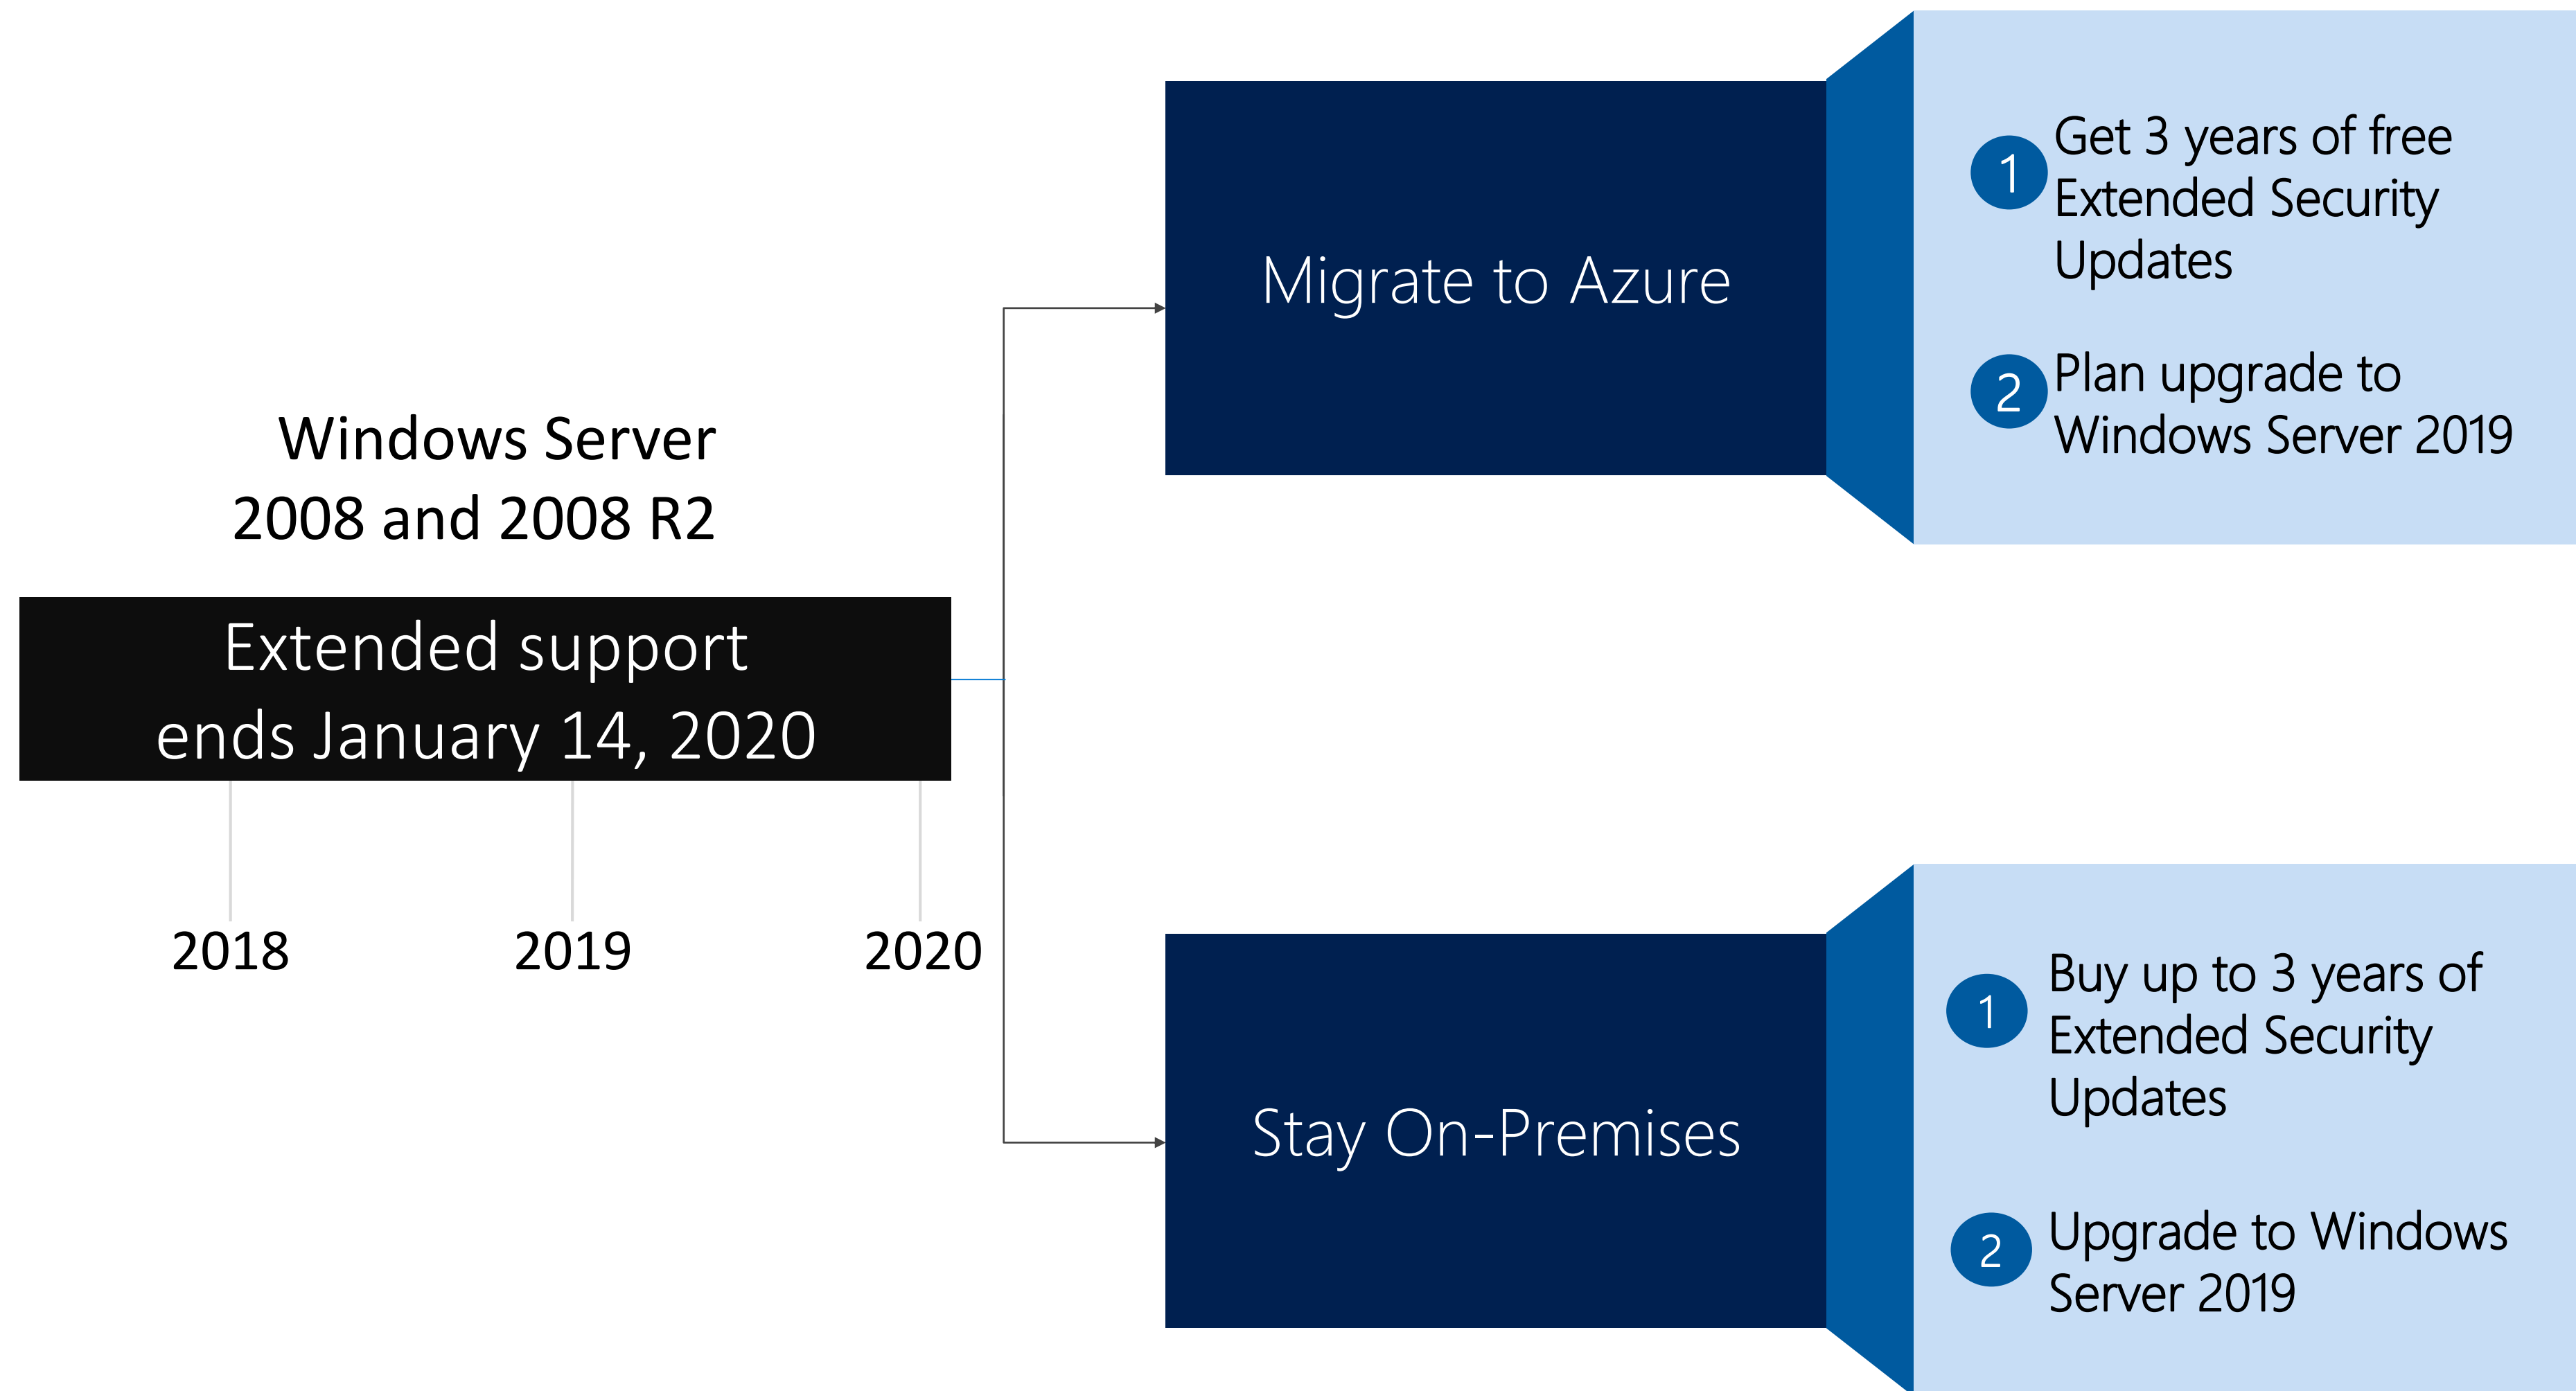 Windows Server
2008 and 2008 R2
Extended support
ends January 14, 2020
2018
2019
2020
Migrate to Azure
1
Get 3 years of free
Extended Security
Updates
2
Plan upgrade to
Windows Server 2019
Stay On-Premises
1
Buy up to 3 years of
Extended Security
Updates
2
Upgrade to Windows
Server 2019